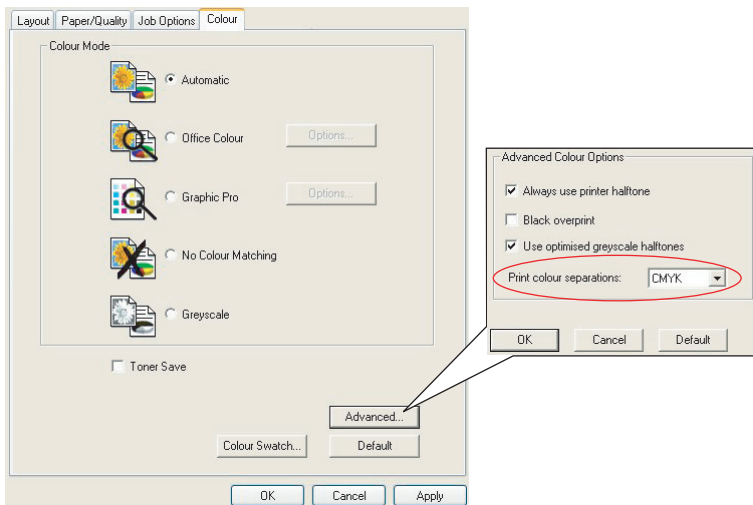 Layout Paper/Quality Job Options Colour
Colour Mode
Automatic
Office Colour Options...
Graphic Pro Options...
No Colour Matching
Greyscale
Toner Save
Advanced...
Colour Swatch... Default
OK Cancel Apply
Advanced Colour Options
Always use printer halftone
Black overprint
Use optimised greyscale halftones
Print colour separations: CMYK
OK Cancel Default